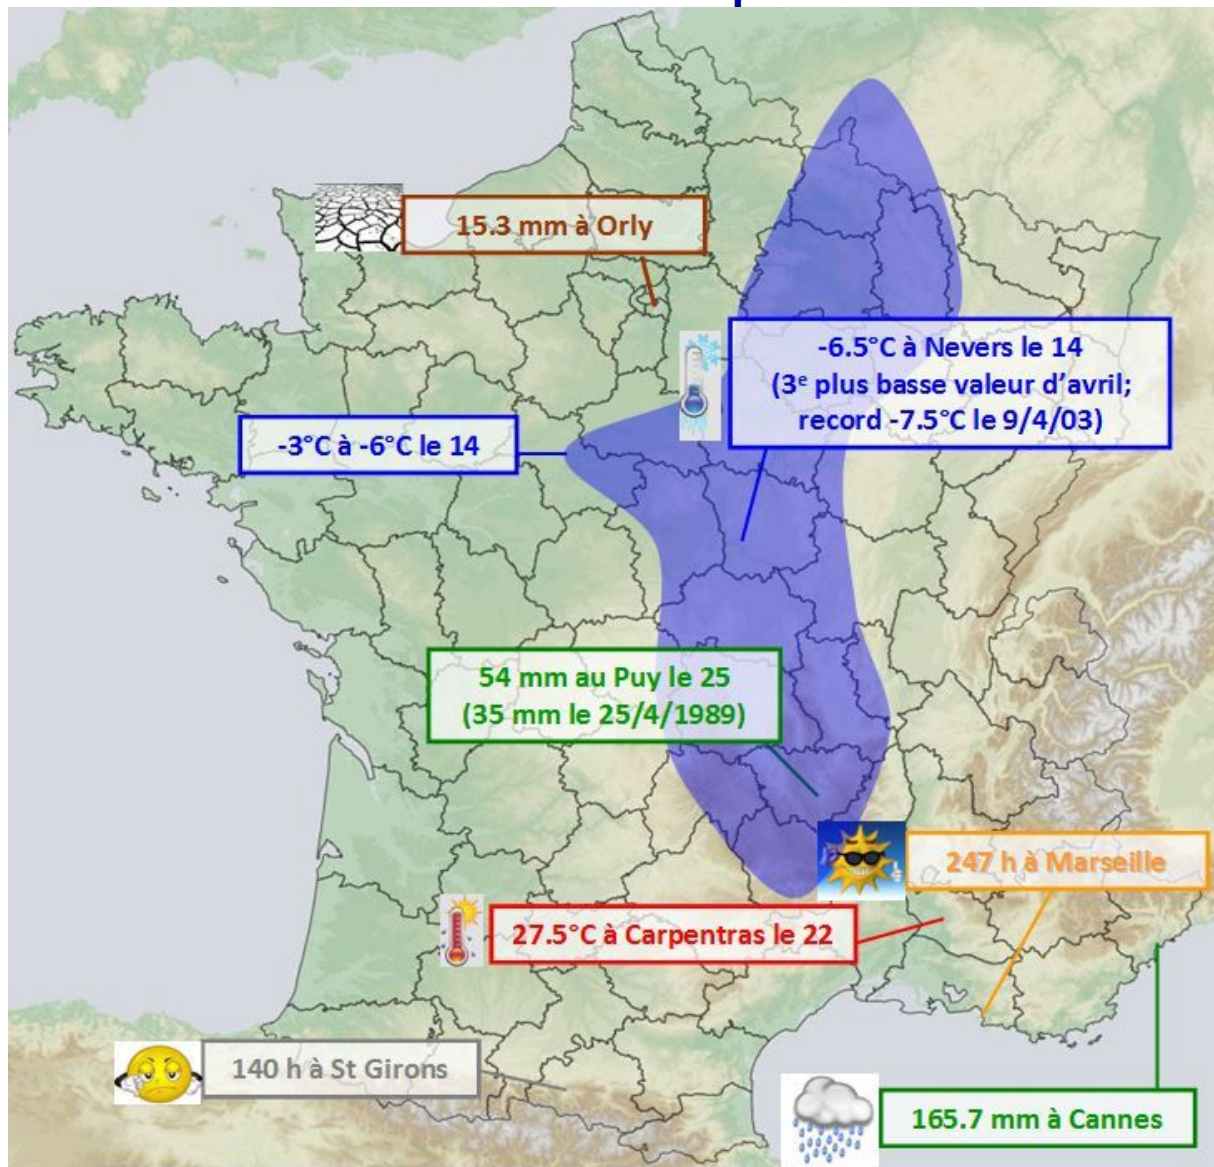 15.3 mm à Orly
-6.5°C à Nevers le 14
(3e plus basse valeur d’avril;
record -7.5°C le 9/4/03)
-3°C à -6°C le 14
54 mm au Puy le 25
(35 mm le 25/4/1989)
247 h à Marseille
27.5°C à Carpentras le 22
140 h à St Girons
165.7 mm à Cannes